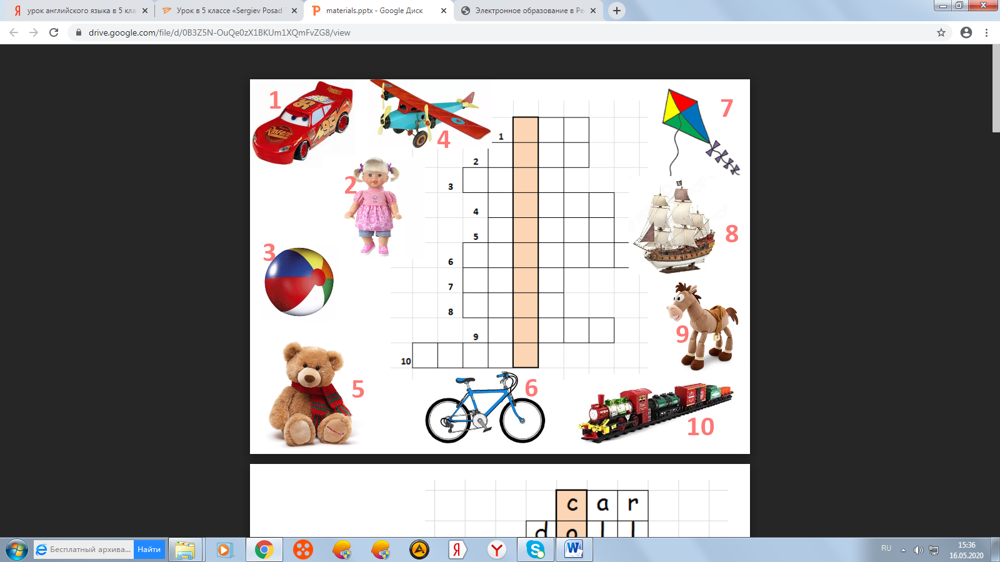 урок английского языка в 5 кла
Урок в 5 классе «Sergiev Posad
materials.pptx - Google Диск
Электронное образование в Ре
drive.google.com/file/d/0B3Z5N-OuQe0zX1BKUm1XQmFvZG8/view
1
4
7
1
2
2
3
8
4
3
5
6
7
8
9
9
10
5
6
10
c a r
d o l l
Бесплатный архива...
Найти
RU
15:36
16.05.2020